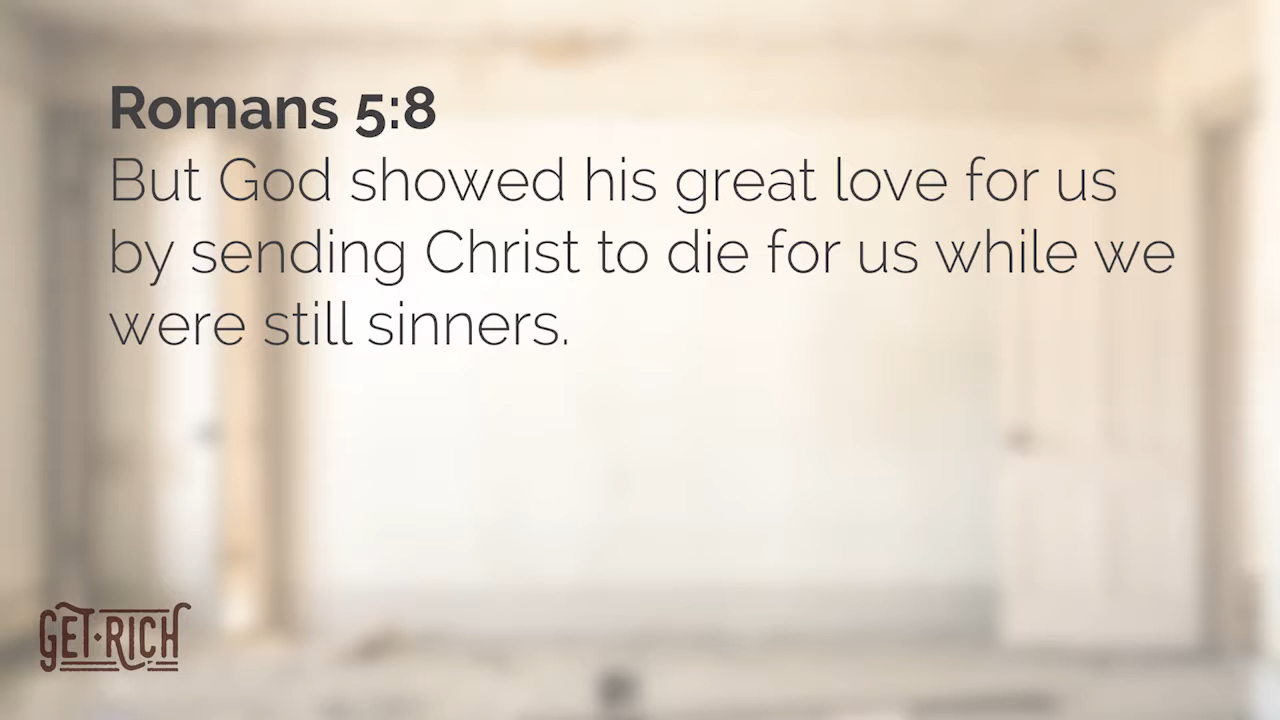 Romans 5:8
But God showed his great love for us
by sending Christ to die for us while we
were still sinners.
GET·RICH